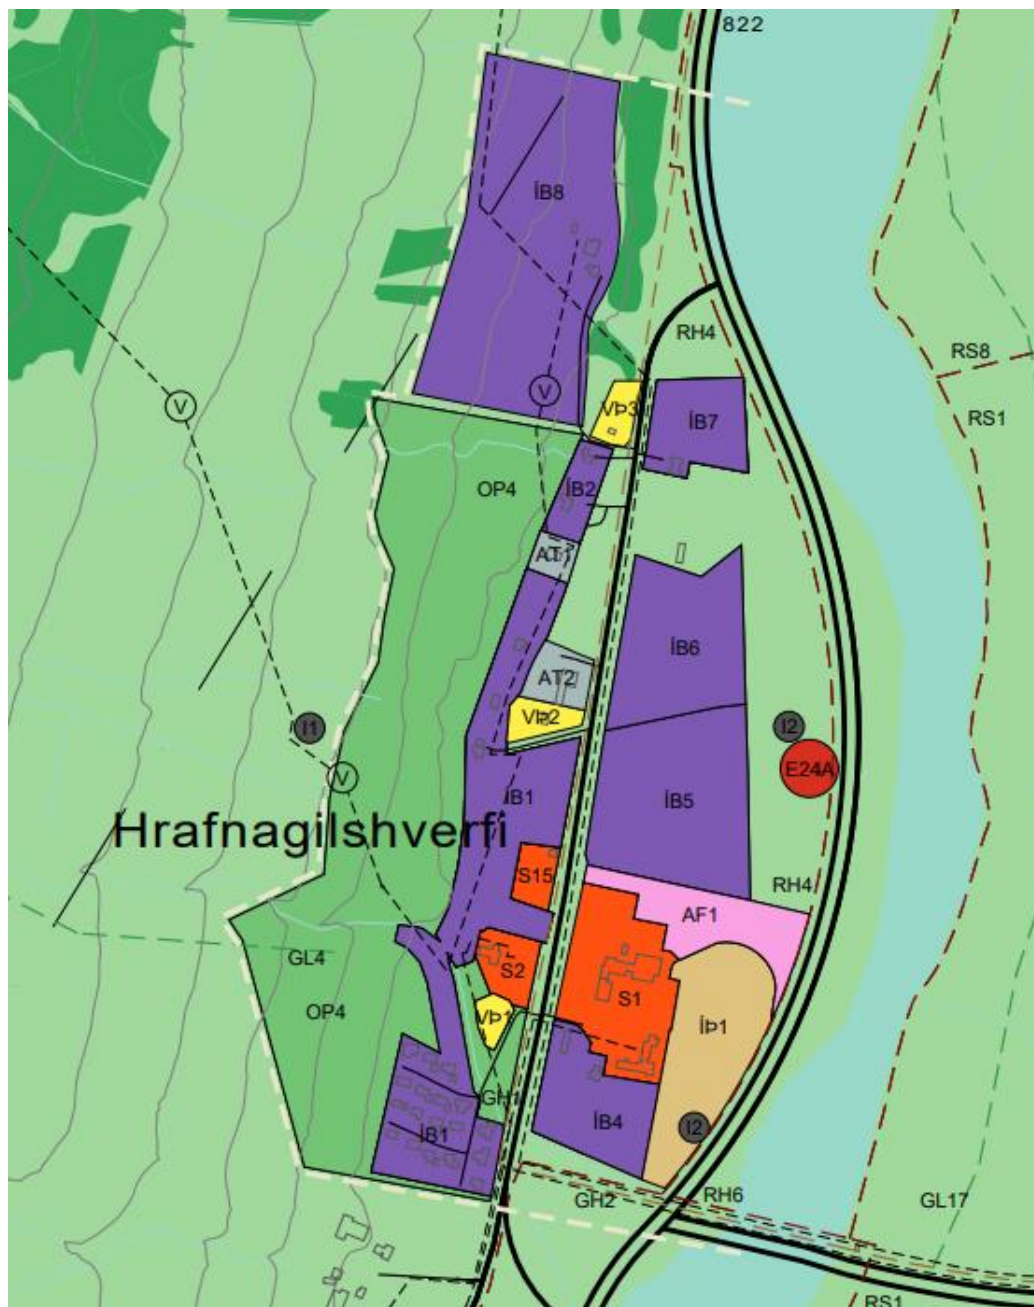 822
ÍB8
RH4
RS8
V
V
VÞ3
RS1
ÍB7
OP4
ÍB2
AT1
ÍB6
AT2
VÞ2
I1
I2
E24A
V
ÍB1
ÍB5
Hrafnagilshverfi
S15
RH4
AF1
GL4
S2
S1
OP4
VÞ1
ÍÞ1
GH1
ÍB1
ÍB4
I2
GH2
RH6
GL17
RS1